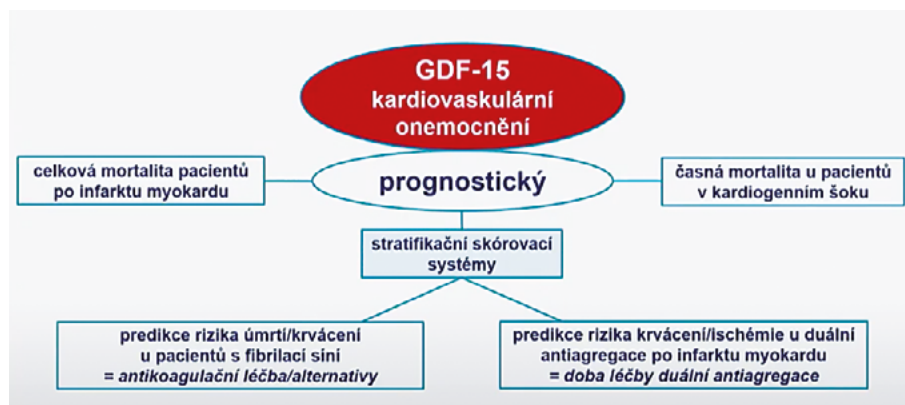 GDF-15
kardiovaskulární
onemocnění
celková mortalita pacientů
po infarktu myokardu
prognostický
časná mortalita u pacientů
v kardiogenním šoku
stratifikační skórovací
systémy
predikce rizika úmrtí/krvácení
u pacientů s fibrilací síní
= antikoagulační léčba/alternativy
predikce rizika krvácení/ischémie u duální
antiagregace po infarktu myokardu
= doba léčby duální antiagregace